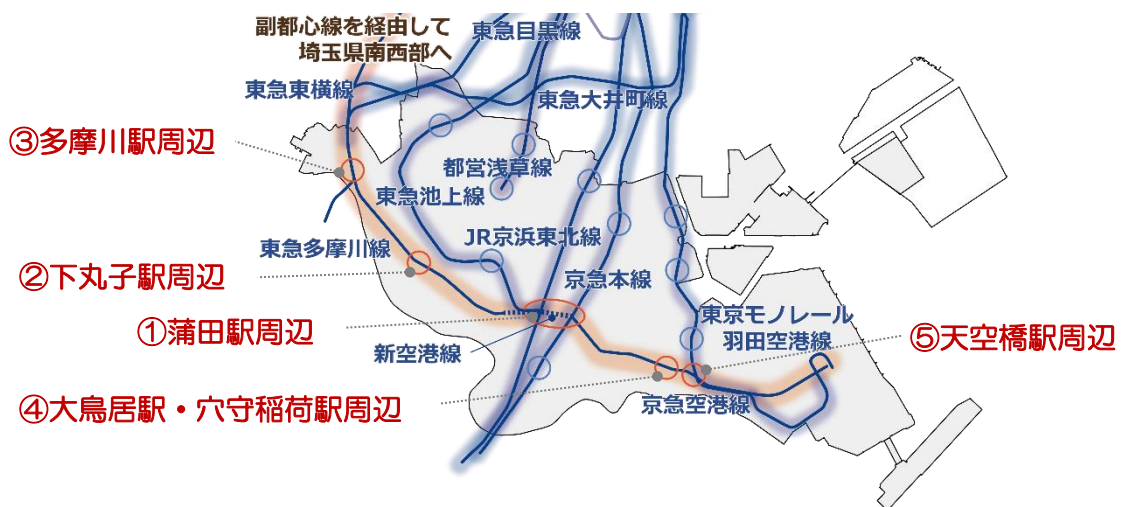 副都心線を経由して
埼玉県南西部へ
東急目黒線
東急東横線
東急大井町線
③多摩川駅周辺
都営浅草線
東急池上線
東急多摩川線
JR京浜東北線
②下丸子駅周辺
京急本線
①蒲田駅周辺
東京モノレール
羽田空港線
⑤天空橋駅周辺
新空港線
④大鳥居駅・穴守稲荷駅周辺
京急空港線